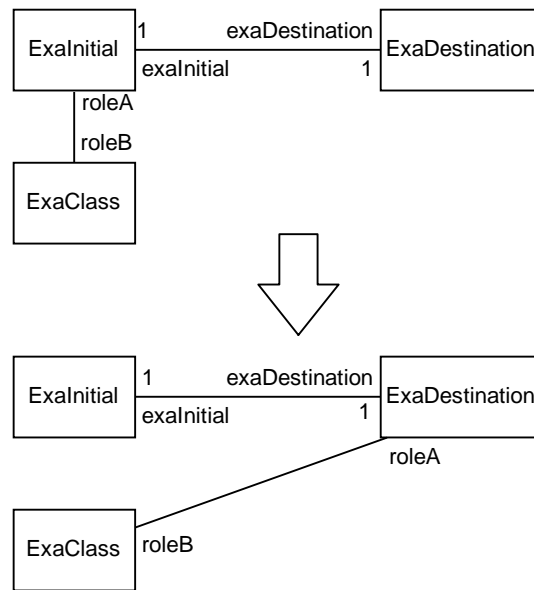 1
exaDestination
ExaInitial
ExaDestination
exaInitial
1
roleA
roleB
ExaClass
1
exaDestination
ExaInitial
ExaDestination
exaInitial
1
roleA
ExaClass
roleB